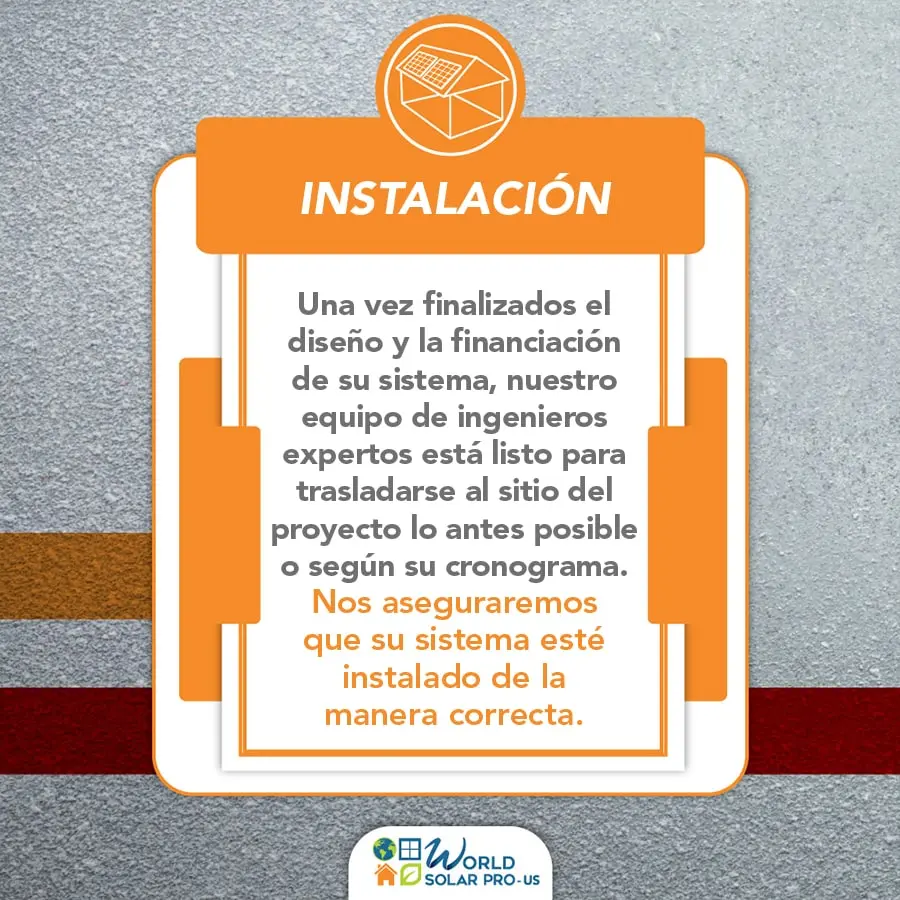 INSTALACIÓN
Una vez finalizados el
diseño y la financiación
de su sistema, nuestro
equipo de ingenieros
expertos está listo para
trasladarse al sitio del
proyecto lo antes posible
o según su cronograma.
Nos aseguraremos
que su sistema esté
instalado de la
manera correcta.
WORLD
SOLAR PRO-US